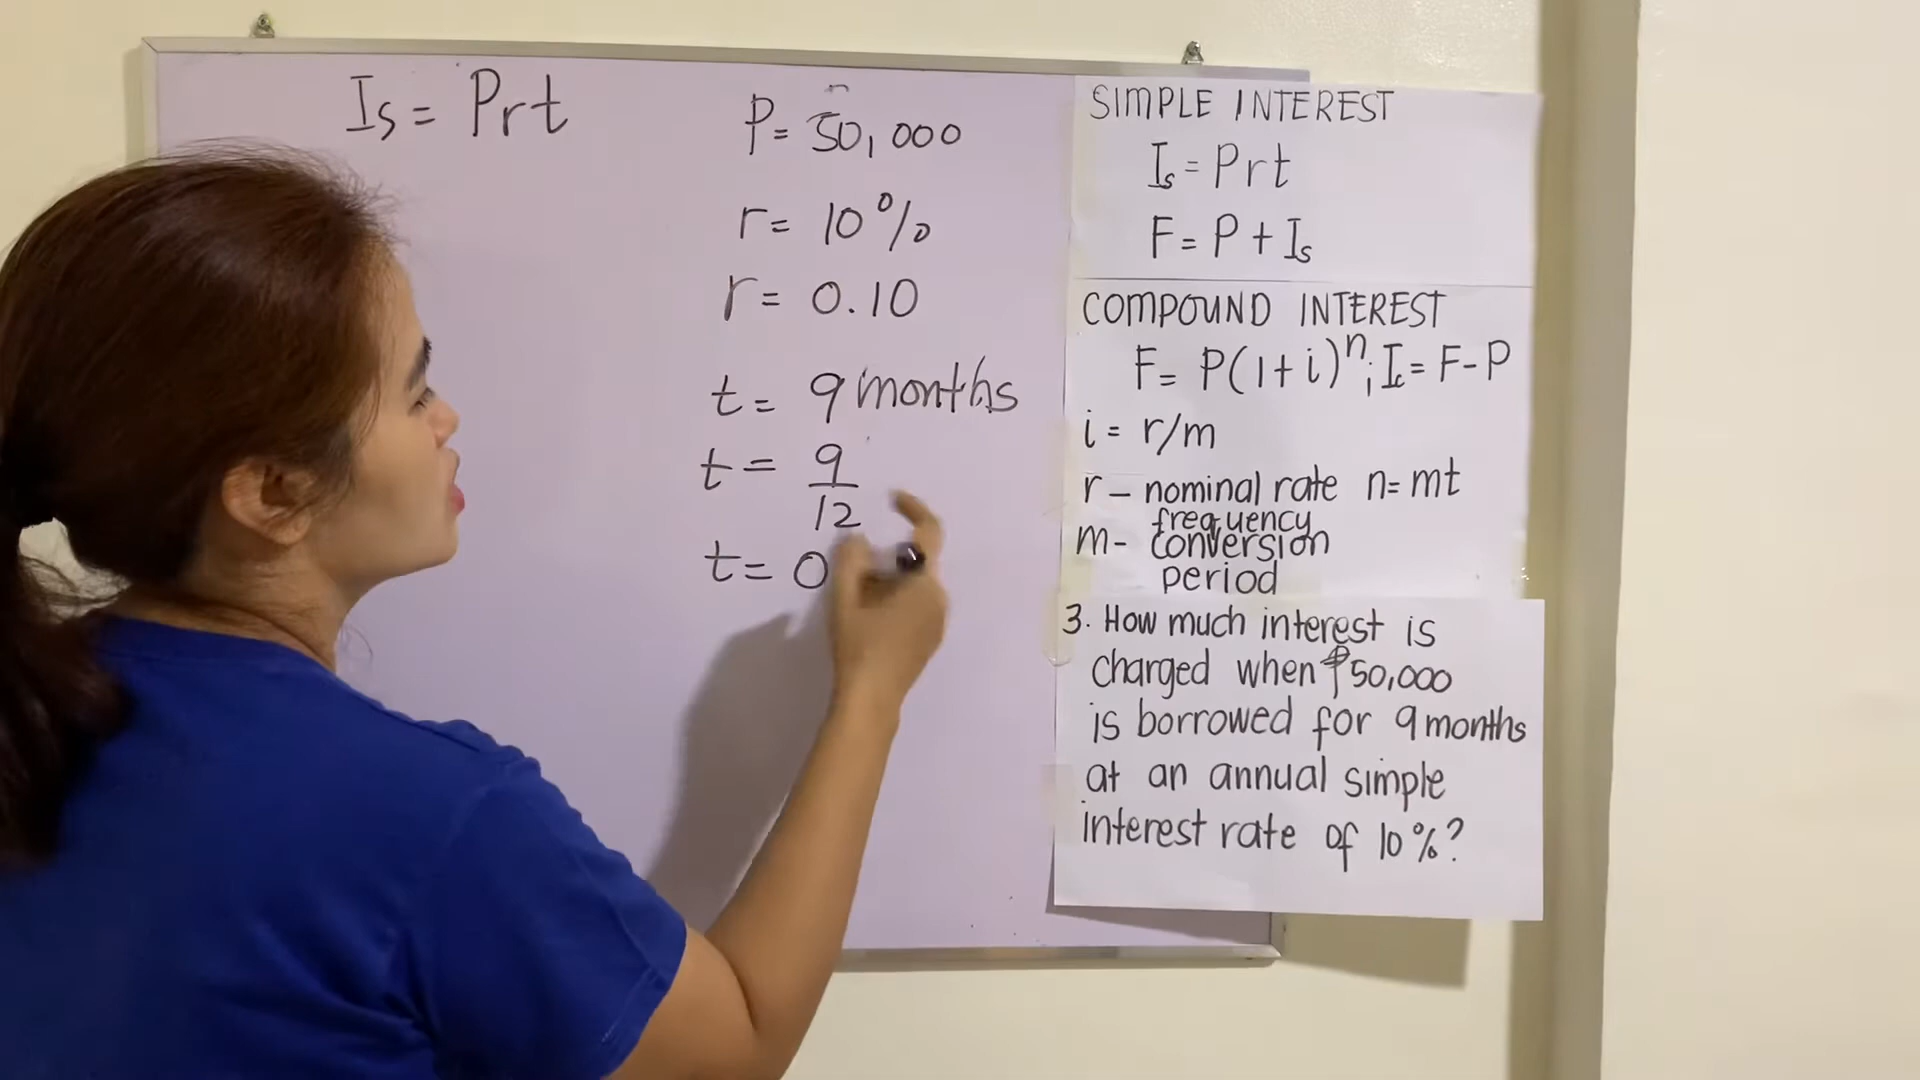 Is = Prt
P = 50,000
r = 10%
r = 0.10
t = 9 months
t = 9/12
t = 0
SIMPLE INTEREST
Is = Prt
F = P + Is
COMPOUND INTEREST
F = P(1+i)^n; Ic = F-P
i = r/m
r – nominal rate n = mt
m- frequency
conversion
period
3. How much interest is
charged when ₱50,000
is borrowed for 9 months
at an annual simple
interest rate of 10%?